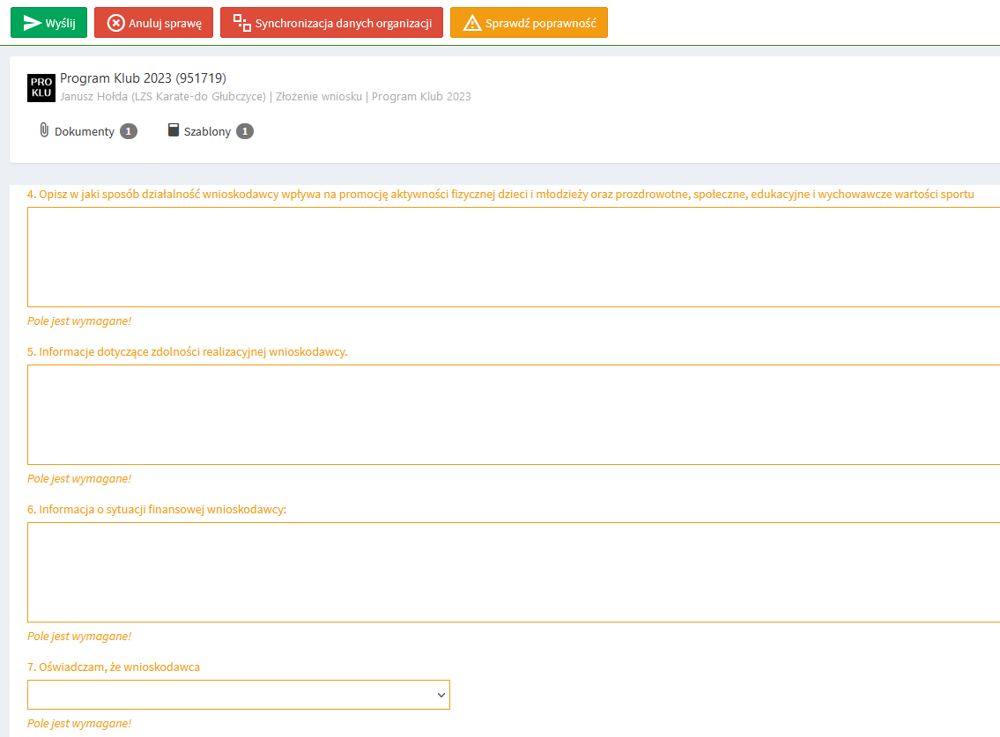 Wyślij Anuluj sprawę Synchronizacja danych organizacji Sprawdź poprawność
PRO KLU
Program Klub 2023 (951719)
Janusz Hołda (LZS Karate-do Głubczyce) | Złożenie wniosku | Program Klub 2023
Dokumenty 1 Szablony 1
4. Opisz w jaki sposób działalność wnioskodawcy wpływa na promocję aktywności fizycznej dzieci i młodzieży oraz prozdrowotne, społeczne, edukacyjne i wychowawcze wartości sportu
Pole jest wymagane!
5. Informacje dotyczące zdolności realizacyjnej wnioskodawcy.
Pole jest wymagane!
6. Informacja o sytuacji finansowej wnioskodawcy:
Pole jest wymagane!
7. Oświadczam, że wnioskodawca
Pole jest wymagane!